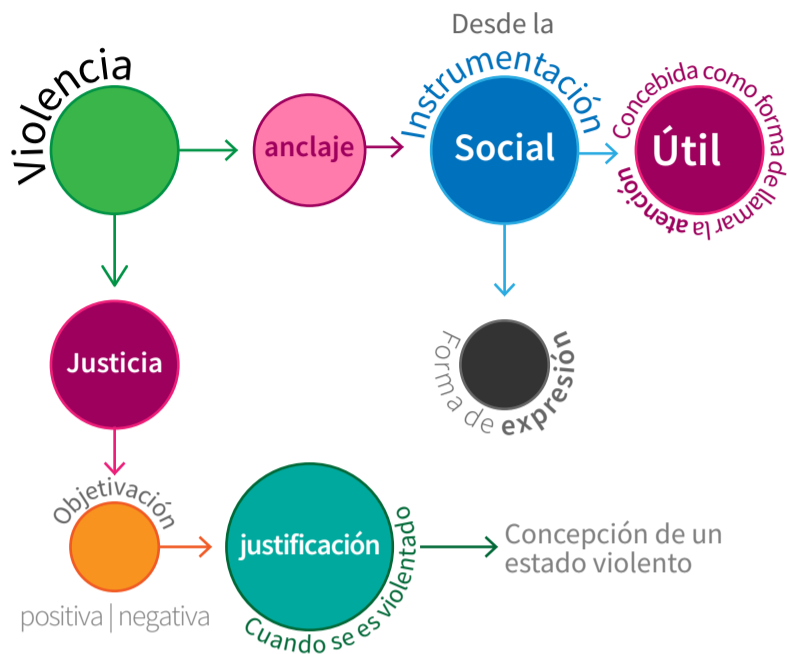 Desde la
Violencia
anclaje
Instrumentación
Social
Útil
Concebida como forma de llamar la atención
Justicia
Forma de expresión
Objetivación
positiva | negativa
justificación
Cuando se es violentado
Concepción de un
estado violento